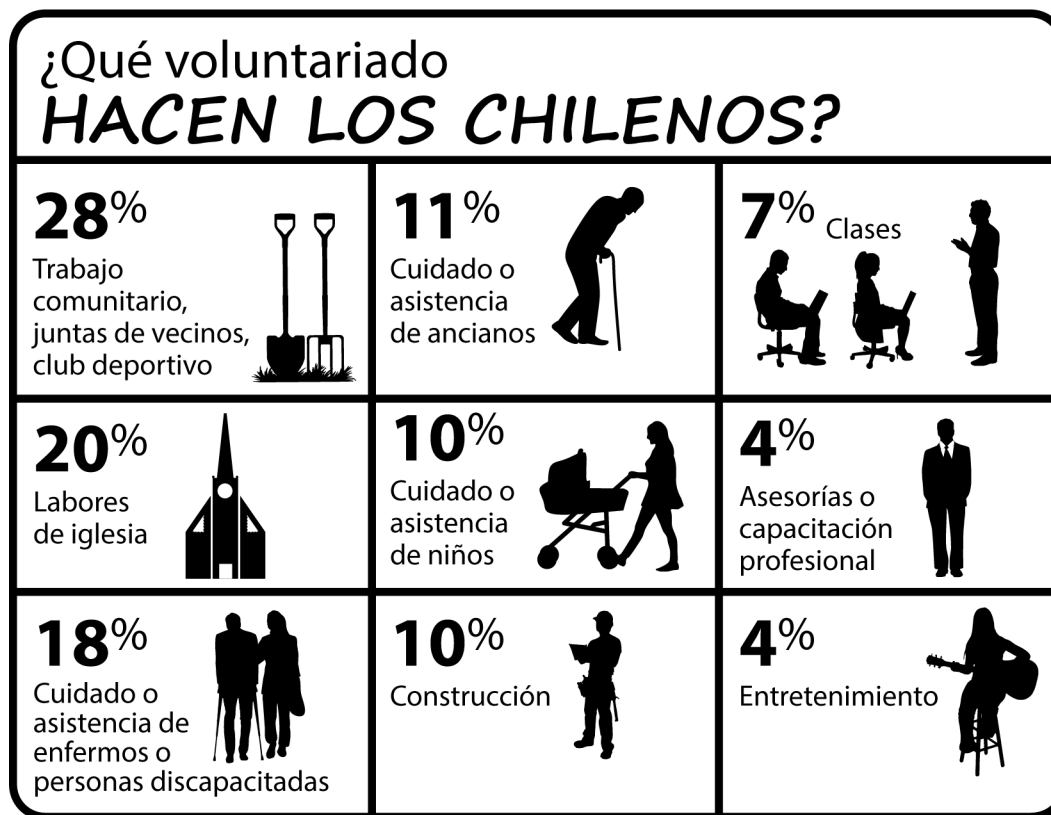 ¿Qué voluntariado
HACEN LOS CHILENOS?
28%
Trabajo
comunitario,
juntas de vecinos,
club deportivo
11%
Cuidado o
asistencia
de ancianos
7% Clases
20%
Labores
de iglesia
10%
Cuidado o
asistencia
de niños
4%
Asesorías o
capacitación
profesional
18%
Cuidado o
asistencia de
enfermos o
personas discapacitadas
10%
Construcción
4%
Entretenimiento